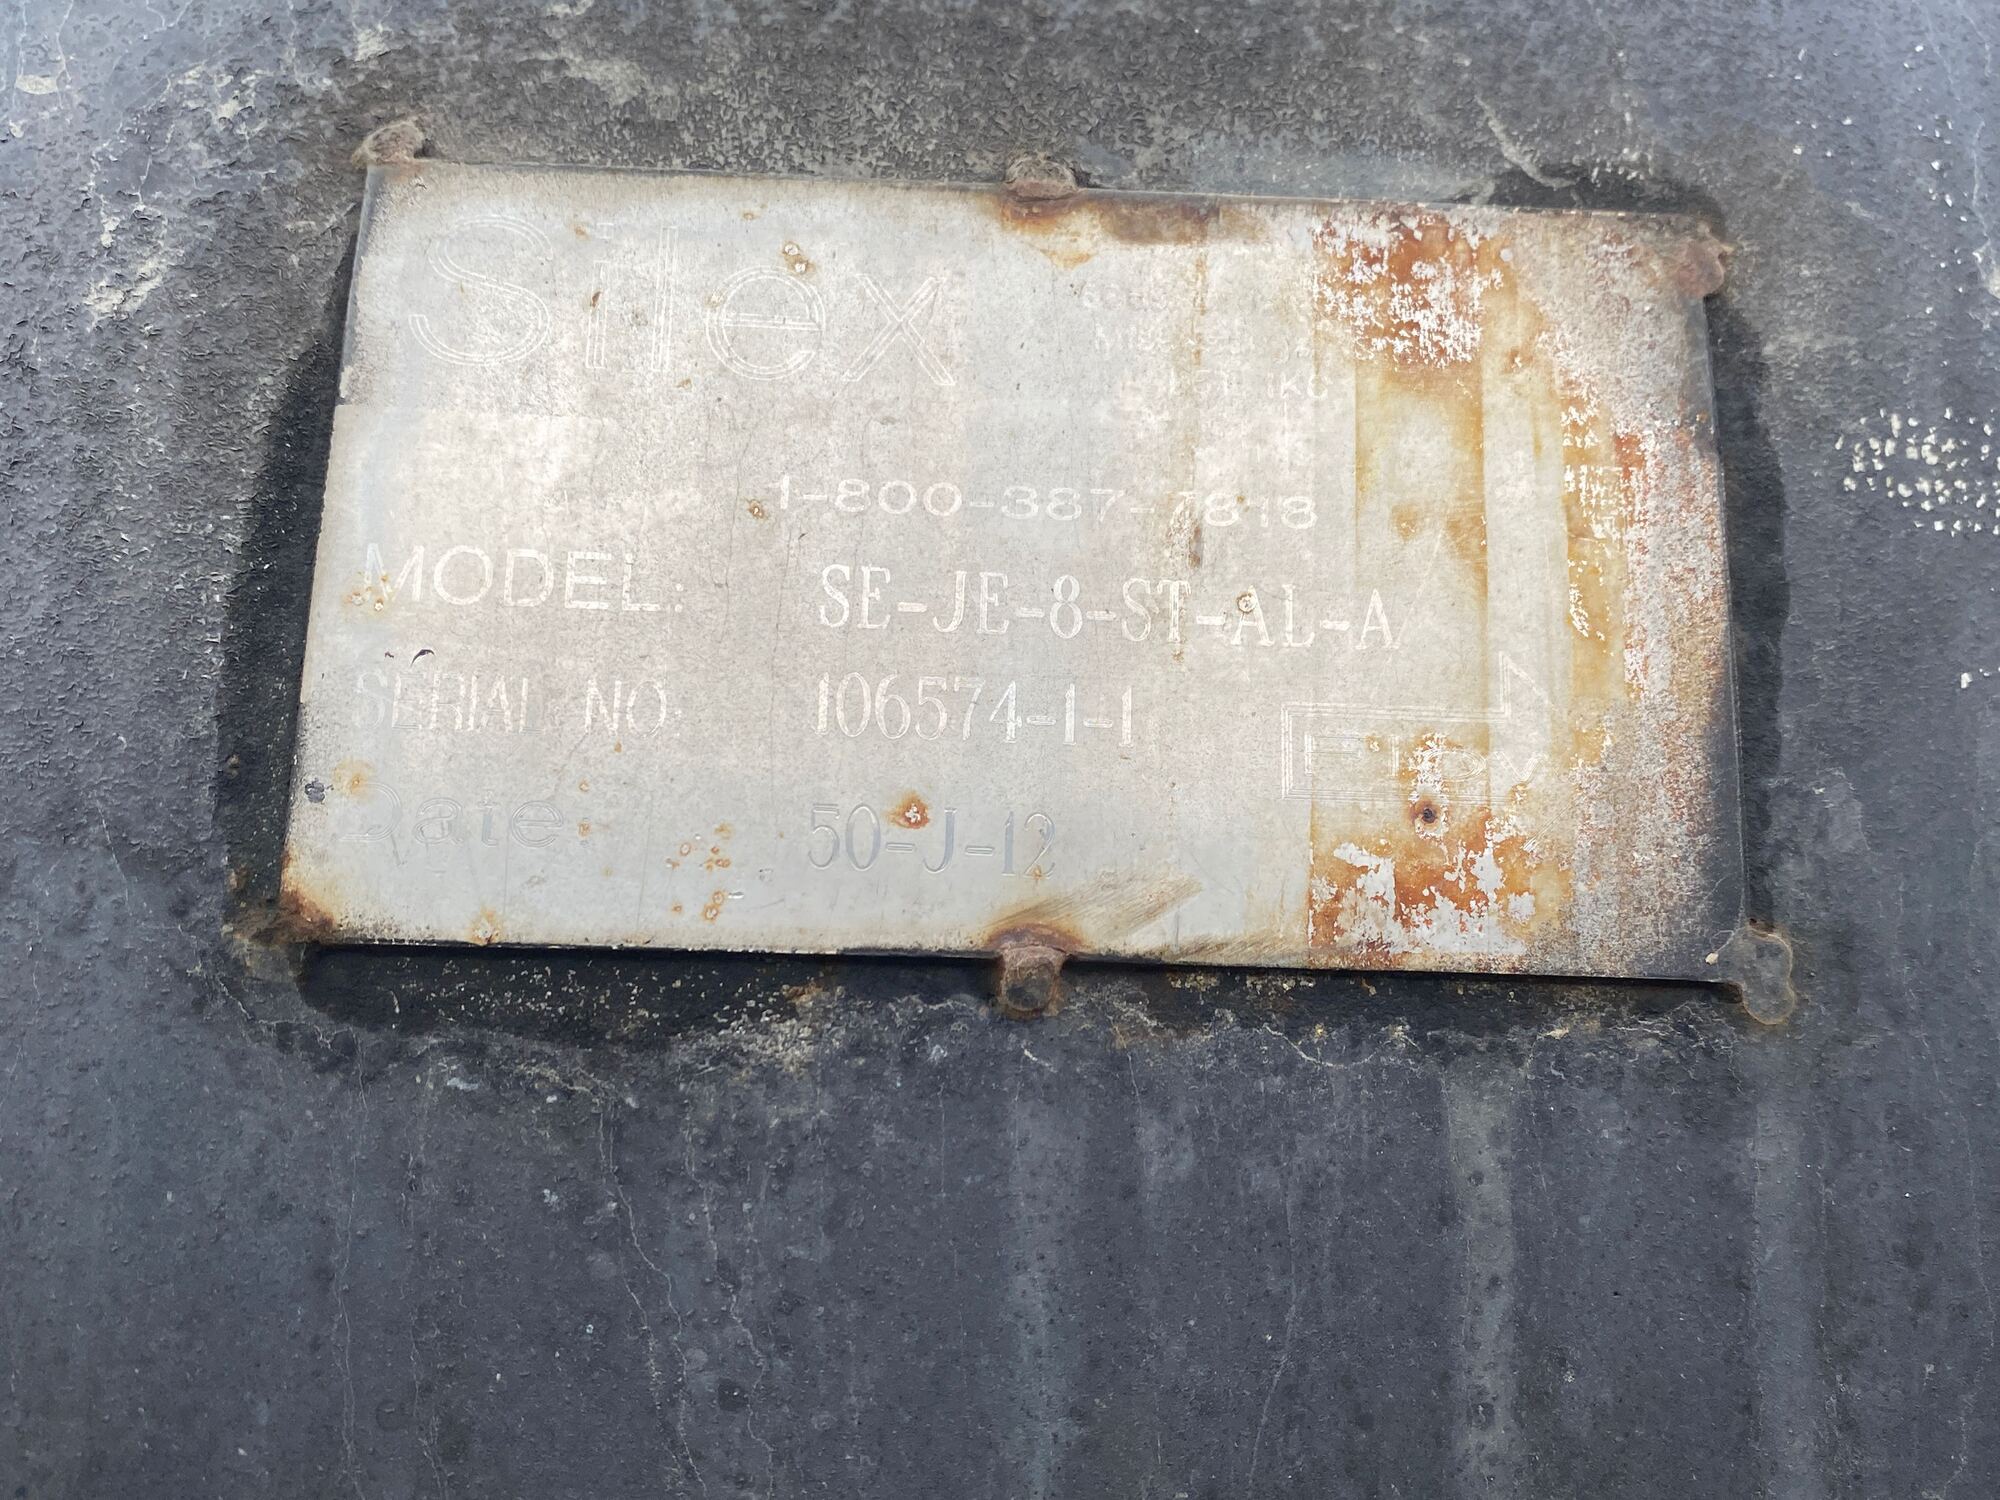 Silex
1-800-387-7818
MODEL: SE-JE-8-ST-AL-A
SERIAL NO. 106574-1-1
Flow
Date: 50-J-12